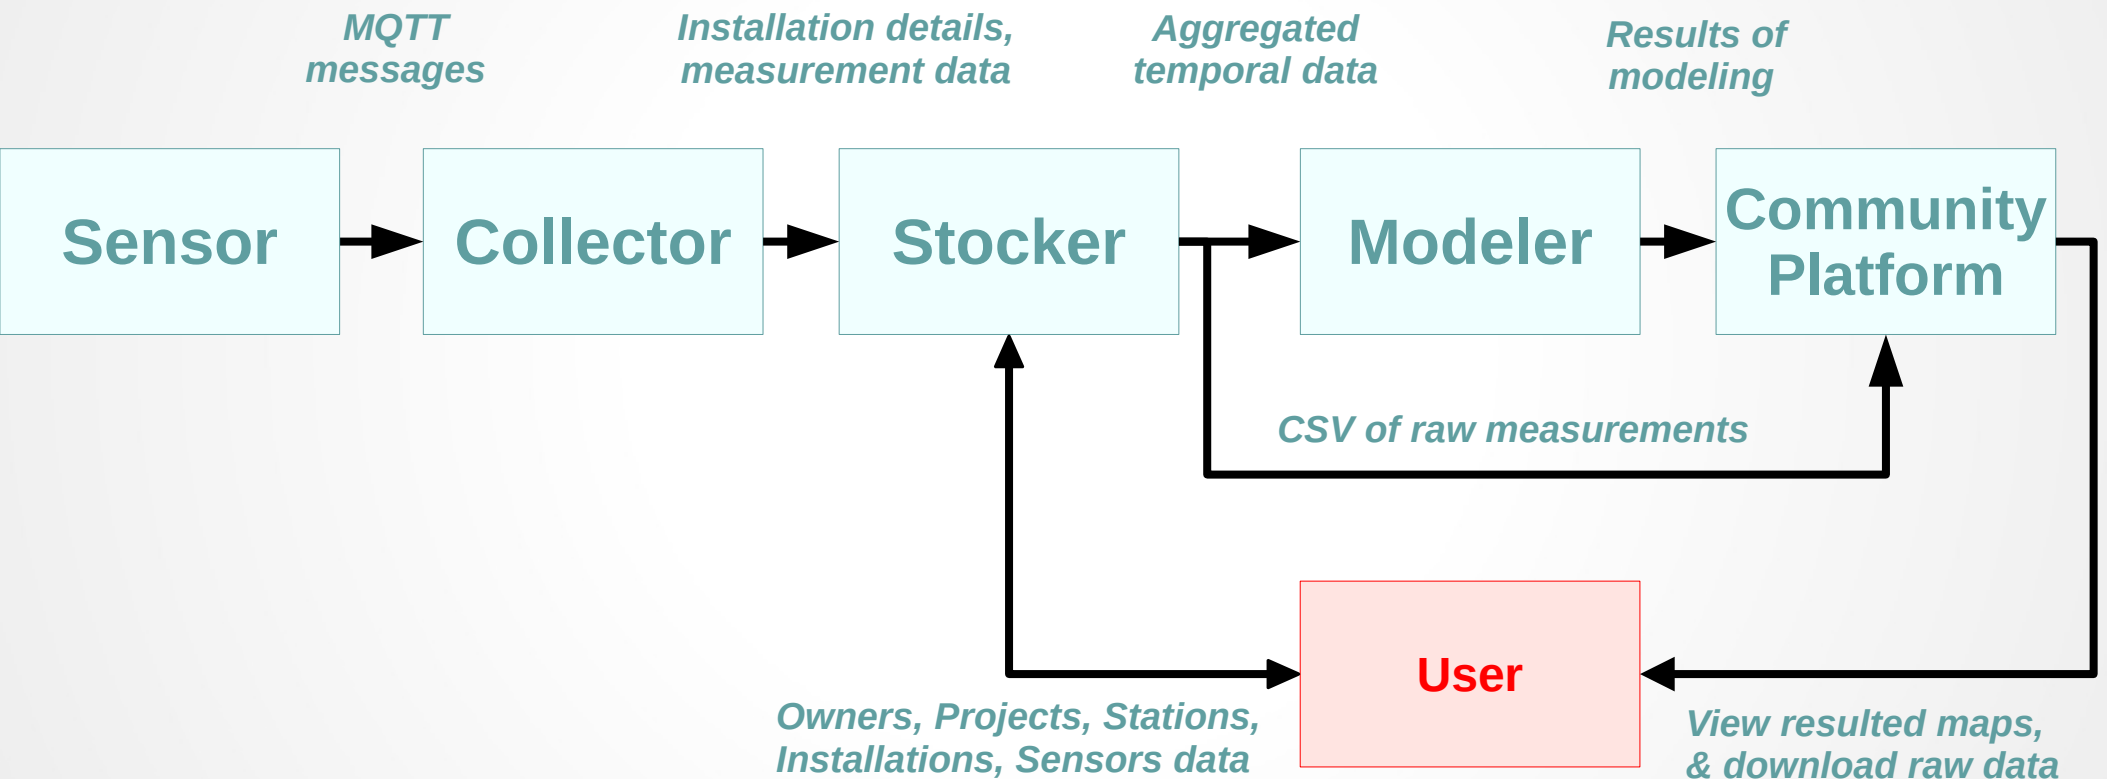 MQTT
messages
Installation details,
measurement data
Aggregated
temporal data
Results of
modeling
Sensor
Collector
Stocker
Modeler
Community
Platform
CSV of raw measurements
User
Owners, Projects, Stations,
Installations, Sensors data
View resulted maps,
& download raw data